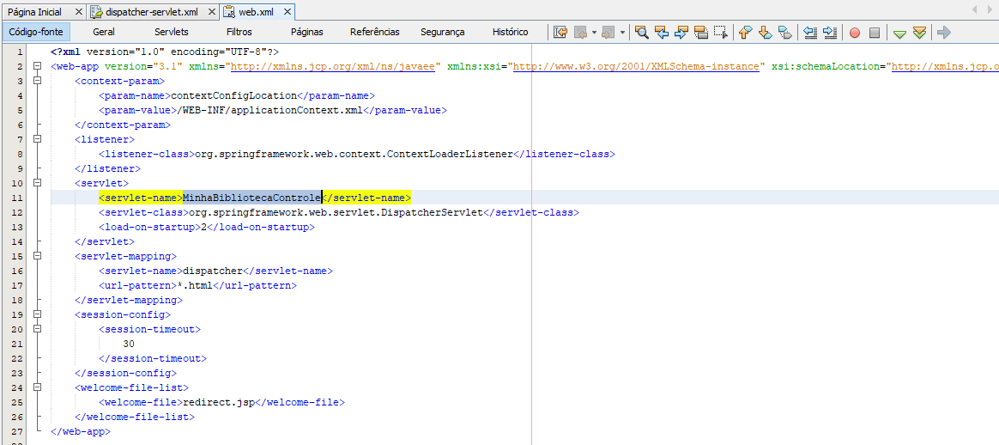 Página Inicial dispatcher-servlet.xml web.xml
Código-fonte Geral Servlets Filtros Páginas Referências Segurança Histórico
1 <?xml version="1.0" encoding="UTF-8"?>
2 <web-app version="3.1" xmlns="http://xmlns.jcp.org/xml/ns/javaee" xmlns:xsi="http://www.w3.org/2001/XMLSchema-instance" xsi:schemaLocation="http://xmlns.jcp.o
3 <context-param>
4 <param-name>contextConfigLocation</param-name>
5 <param-value>/WEB-INF/applicationContext.xml</param-value>
6 </context-param>
7 <listener>
8 <listener-class>org.springframework.web.context.ContextLoaderListener</listener-class>
9 </listener>
10 <servlet>
11 <servlet-name>MinhaBibliotecaControle</servlet-name>
12 <servlet-class>org.springframework.web.servlet.DispatcherServlet</servlet-class>
13 <load-on-startup>2</load-on-startup>
14 </servlet>
15 <servlet-mapping>
16 <servlet-name>dispatcher</servlet-name>
17 <url-pattern>*.html</url-pattern>
18 </servlet-mapping>
19 <session-config>
20 <session-timeout>
21 30
22 </session-timeout>
23 </session-config>
24 <welcome-file-list>
25 <welcome-file>redirect.jsp</welcome-file>
26 </welcome-file-list>
27 </web-app>